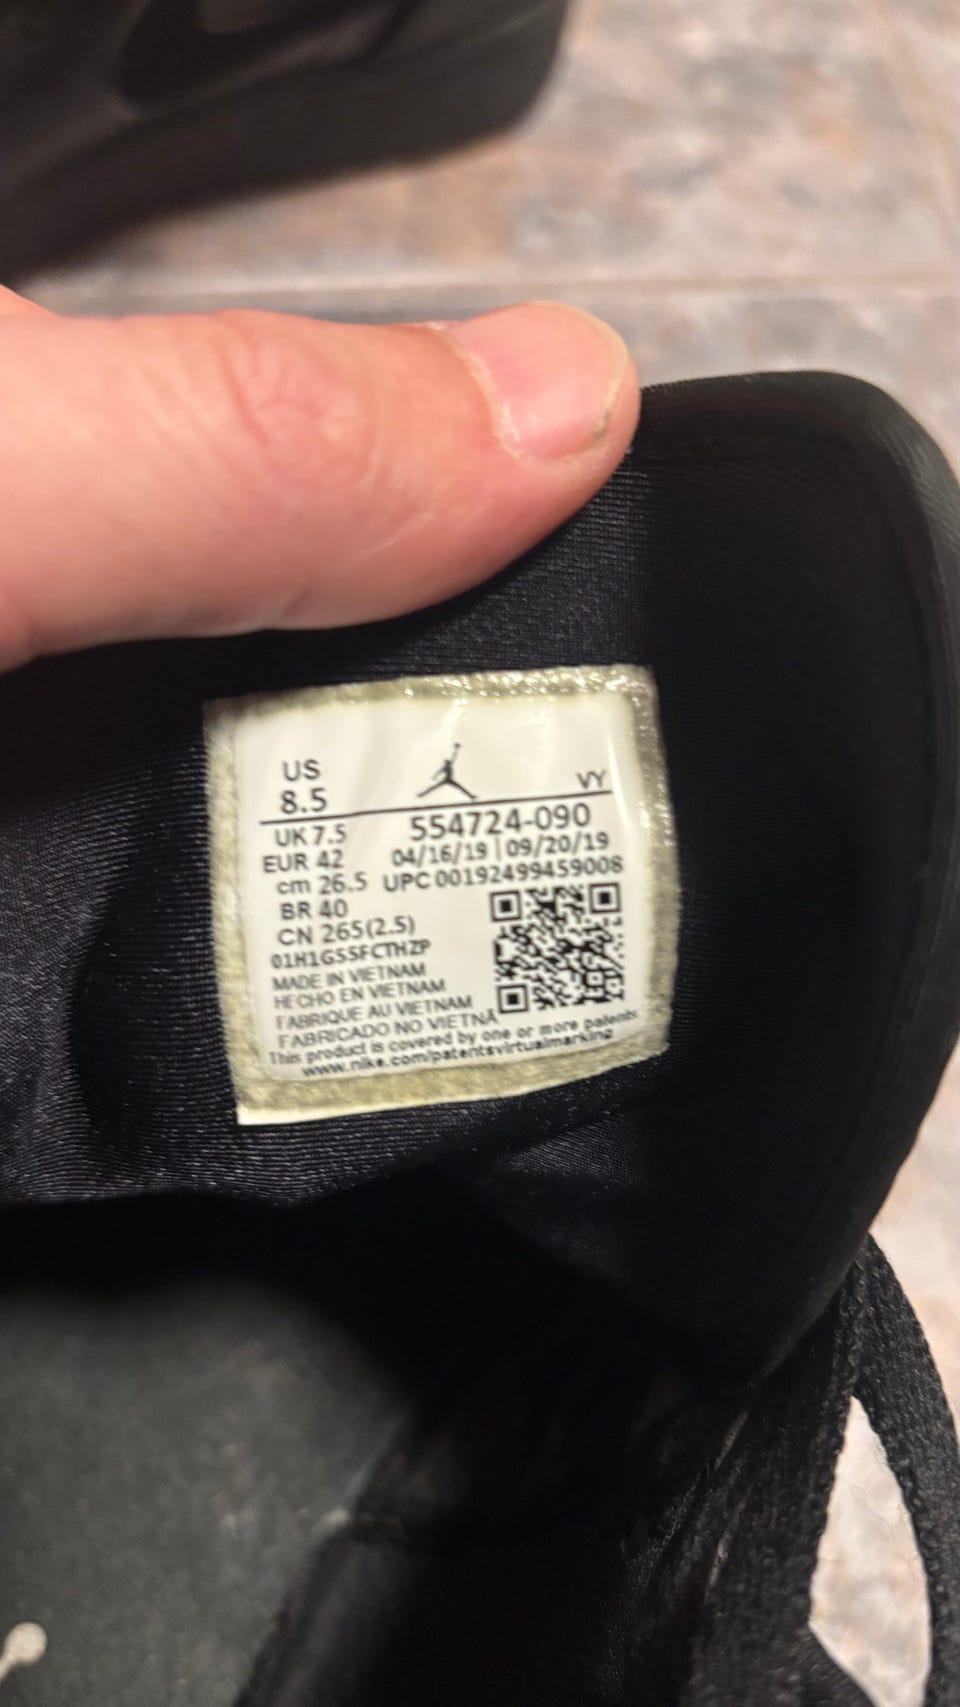 US
8.5
VY
UK 7.5
EUR 42
cm 26.5
BR 40
CN 265(2.5)
554724-090
04/16/19 | 09/20/19
UPC 00192499459008
01H1GSSFCTHZP
MADE IN VIETNAM
HECHO EN VIETNAM
FABRIQUE AU VIETNAM
FABRICADO NO VIETNÃ
This product is covered by one or more patents
www.nike.com/patentsvirtualmarking